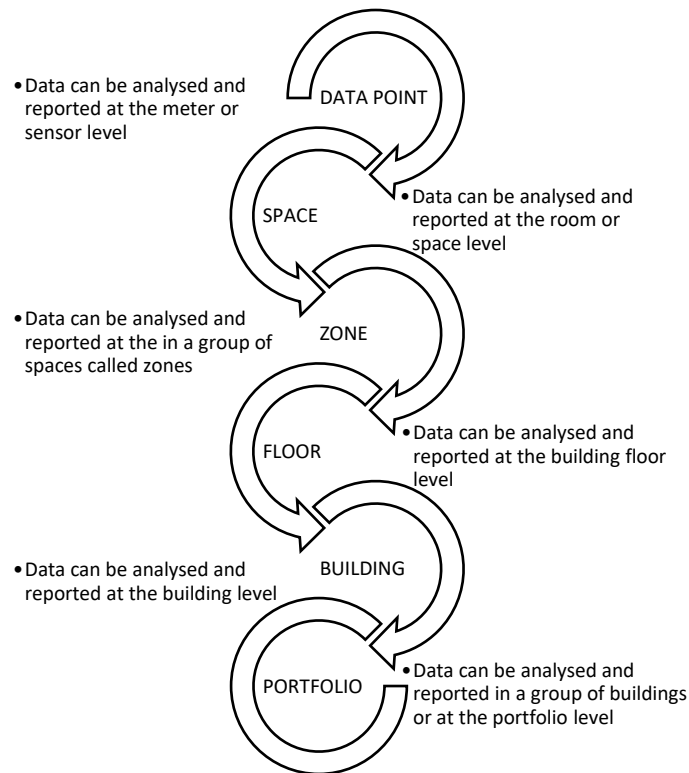 •Data can be analysed and
reported at the meter or
sensor level
DATA POINT
SPACE
•Data can be analysed and
reported at the room or
space level
•Data can be analysed and
reported at the in a group of
spaces called zones
ZONE
FLOOR
•Data can be analysed and
reported at the building floor
level
•Data can be analysed and
reported at the building level
BUILDING
PORTFOLIO
•Data can be analysed and
reported in a group of buildings
or at the portfolio level